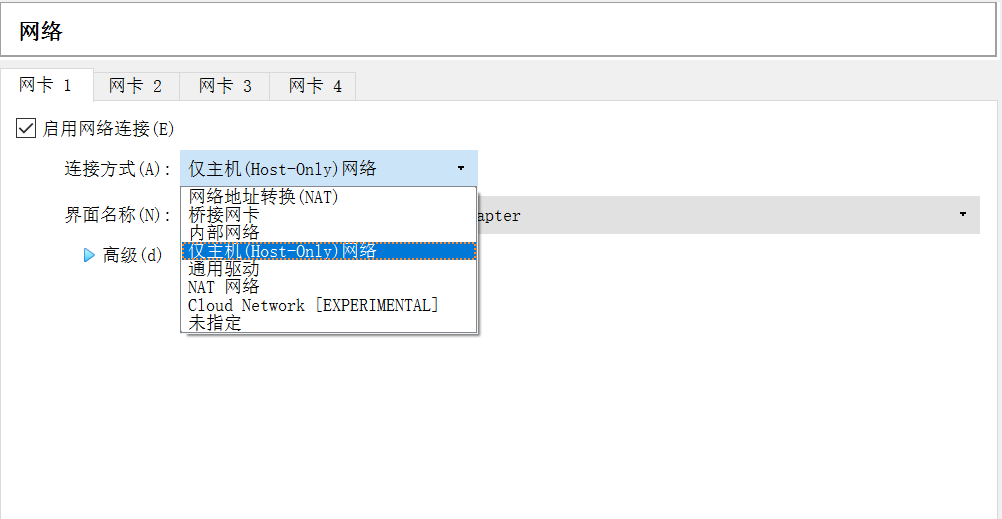 网络
网卡 1 网卡 2 网卡 3 网卡 4
启用网络连接(E)
连接方式(A): 仅主机(Host-Only)网络
网络地址转换(NAT)
桥接网卡
内部网络
仅主机(Host-Only)网络
通用驱动
NAT 网络
Cloud Network [EXPERIMENTAL]
未指定
界面名称(N): apter
高级(d)